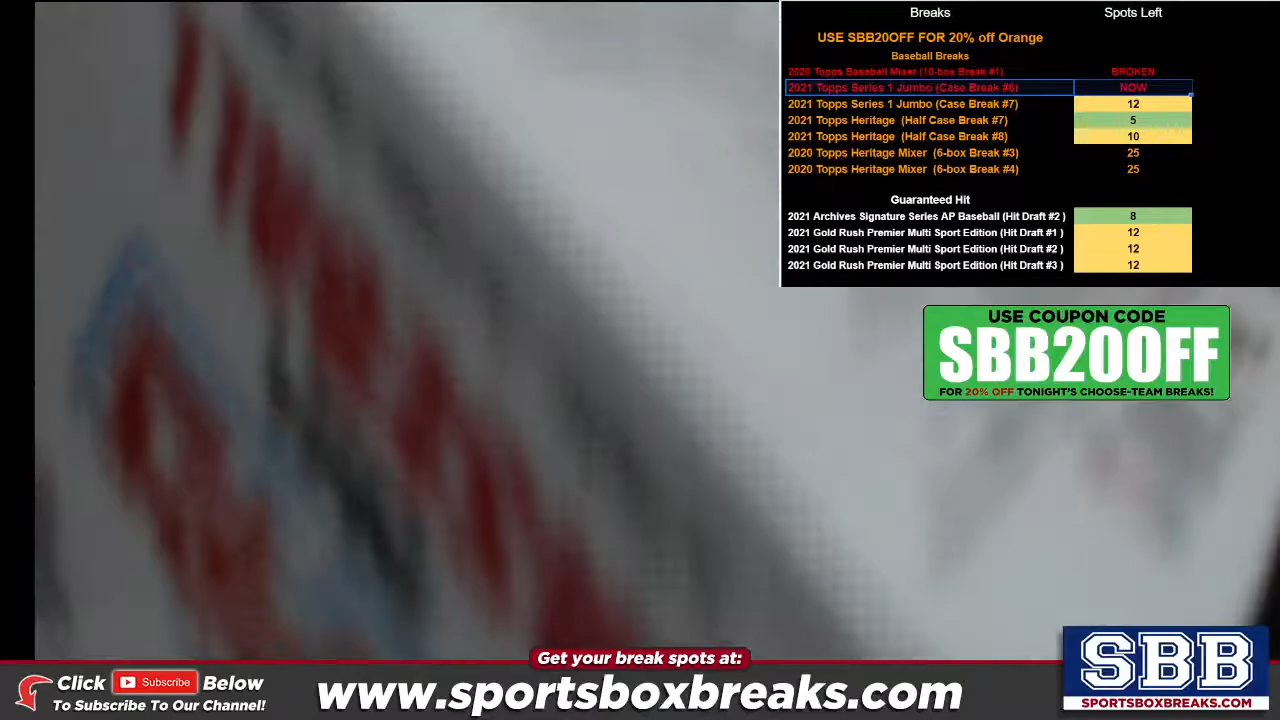 Breaks Spots Left
USE SBB20OFF FOR 20% off Orange
Baseball Breaks
2020 Topps Baseball Mixer (10-box Break #1) BROKEN
2021 Topps Series 1 Jumbo (Case Break #6) NOW
2021 Topps Series 1 Jumbo (Case Break #7) 12
2021 Topps Heritage (Half Case Break #7) 5
2021 Topps Heritage (Half Case Break #8) 10
2020 Topps Heritage Mixer (6-box Break #3) 25
2020 Topps Heritage Mixer (6-box Break #4) 25
Guaranteed Hit
2021 Archives Signature Series AP Baseball (Hit Draft #2 ) 8
2021 Gold Rush Premier Multi Sport Edition (Hit Draft #1 ) 12
2021 Gold Rush Premier Multi Sport Edition (Hit Draft #2 ) 12
2021 Gold Rush Premier Multi Sport Edition (Hit Draft #3 ) 12
USE COUPON CODE
SBB20OFF
FOR 20% OFF TONIGHT'S CHOOSE-TEAM BREAKS!
Get your break spots at:
Click Subscribe Below
To Subscribe To Our Channel!
www.sportsboxbreaks.com
SBB
SPORTSBOXBREAKS.COM